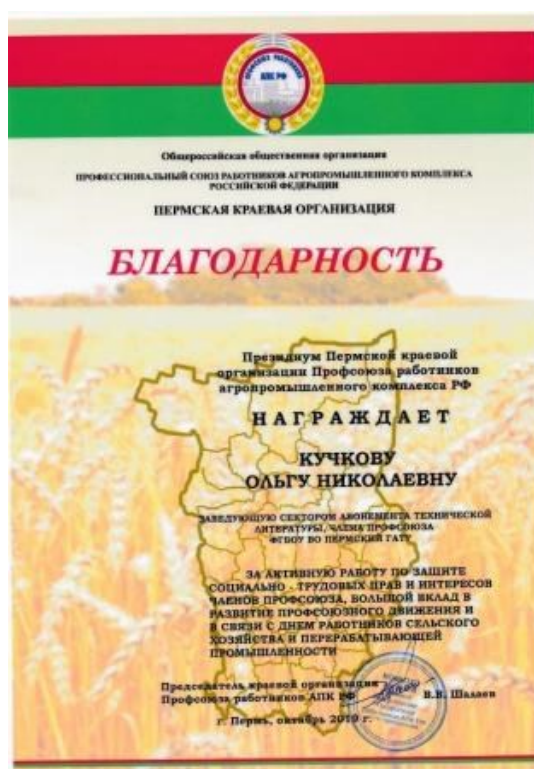 АПК РФ
Общероссийская общественная организация
ПРОФЕССИОНАЛЬНЫЙ СОЮЗ РАБОТНИКОВ АГРОПРОМЫШЛЕННОГО КОМПЛЕКСА
РОССИЙСКОЙ ФЕДЕРАЦИИ
ПЕРМСКАЯ КРАЕВАЯ ОРГАНИЗАЦИЯ
БЛАГОДАРНОСТЬ
Президиум Пермской краевой
организации Профсоюза работников
агропромышленного комплекса РФ
НАГРАЖДАЕТ
КУЧКОВУ
ОЛЬГУ НИКОЛАЕВНУ
ЗАВЕДУЮЩУЮ СЕКТОРОМ АБОНЕМЕНТА ТЕХНИЧЕСКОЙ
ЛИТЕРАТУРЫ, ЧЛЕНА ПРОФСОЮЗА
ФГБОУ ВО ПЕРМСКИЙ ГАТУ
ЗА АКТИВНУЮ РАБОТУ ПО ЗАЩИТЕ
СОЦИАЛЬНО - ТРУДОВЫХ ПРАВ И ИНТЕРЕСОВ
ЧЛЕНОВ ПРОФСОЮЗА, БОЛЬШОЙ ВКЛАД В
РАЗВИТИЕ ПРОФСОЮЗНОГО ДВИЖЕНИЯ И
В СВЯЗИ С ДНЕМ РАБОТНИКОВ СЕЛЬСКОГО
ХОЗЯЙСТВА И ПЕРЕРАБАТЫВАЮЩЕЙ
ПРОМЫШЛЕННОСТИ
Председатель краевой организации
Профсоюза работников АПК РФ В.В. Шалаев
г. Пермь, октябрь 2019 г.